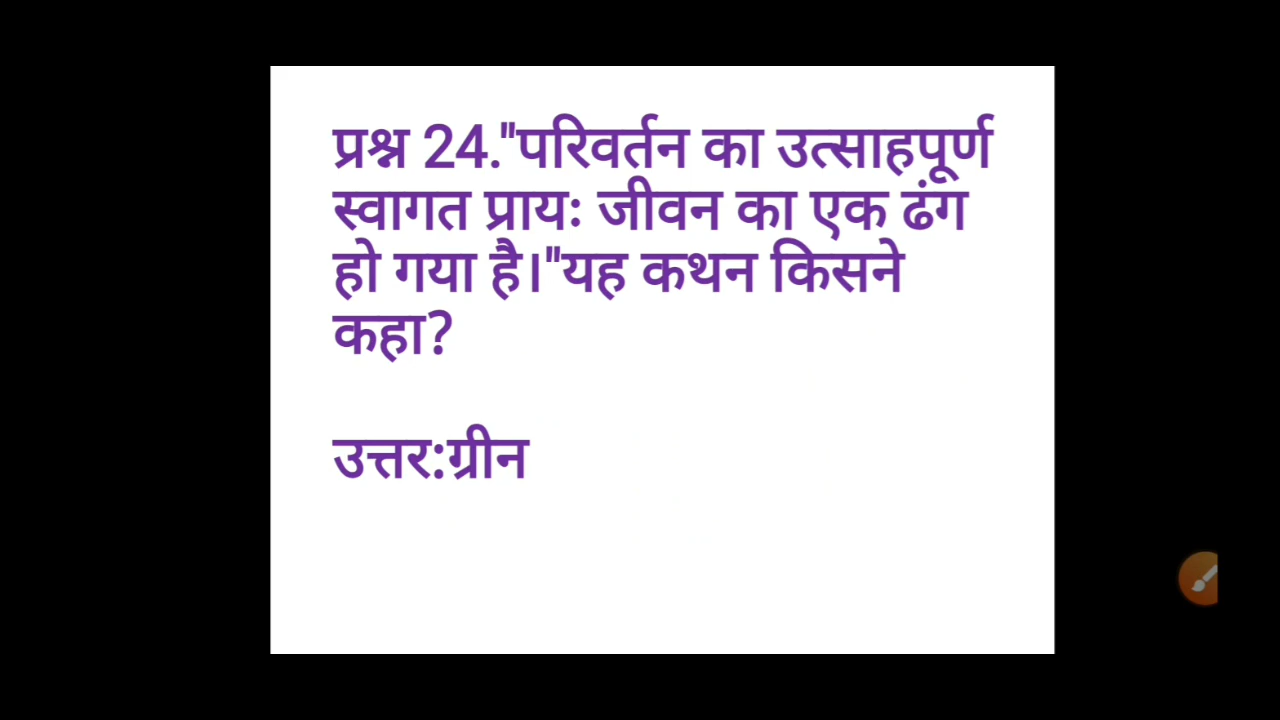 प्रश्न 24."परिवर्तन का उत्साहपूर्ण
स्वागत प्रायः जीवन का एक ढंग
हो गया है।"यह कथन किसने
कहा?
उत्तर:ग्रीन